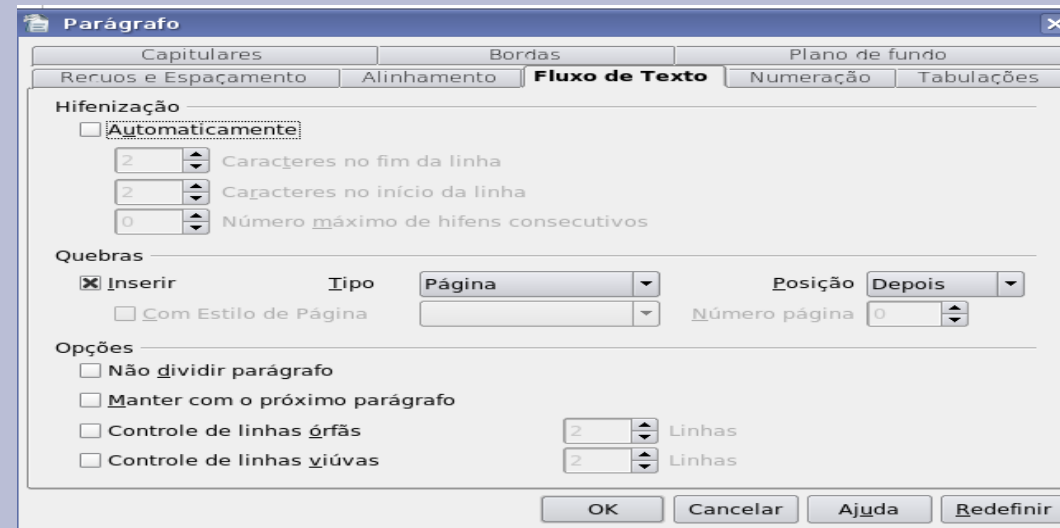 Parágrafo
Capitulares Bordas Plano de fundo
Recuos e Espaçamento Alinhamento Fluxo de Texto Numeração Tabulações
Hifenização
Automaticamente
2 Caracteres no fim da linha
2 Caracteres no início da linha
0 Número máximo de hifens consecutivos
Quebras
Inserir Tipo Página Posição Depois
Com Estilo de Página Número página 0
Opções
Não dividir parágrafo
Manter com o próximo parágrafo
Controle de linhas órfãs 2 Linhas
Controle de linhas viúvas 2 Linhas
OK Cancelar Ajuda Redefinir